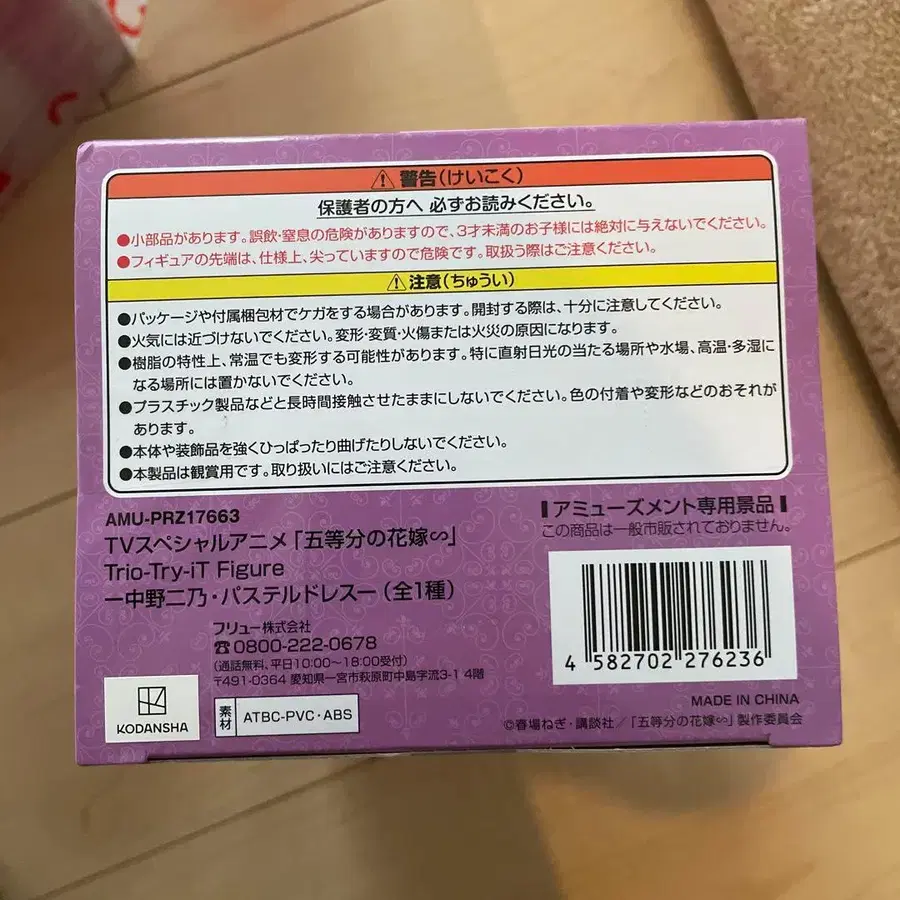 ⚠警告(けいこく)
保護者の方へ 必ずお読みください。
●小部品があります。誤飲・窒息の危険がありますので、3才未満のお子様には絶対に与えないでください。
●フィギュアの先端は、仕様上、尖っていますので危険です。取扱う際はご注意ください。
⚠注意(ちゅうい)
●パッケージや付属梱包材でケガをする場合があります。開封する際は、十分に注意してください。
●火気には近づけないでください。変形・変質・火傷または火災の原因になります。
●樹脂の特性上、常温でも変形する可能性があります。特に直射日光の当たる場所や水場、高温・多湿に
なる場所には置かないでください。
●プラスチック製品などと長時間接触させたままにしないでください。色の付着や変形などのおそれが
あります。
●本体や装飾品を強くひっぱったり曲げたりしないでください。
●本製品は観賞用です。取り扱いにはご注意ください。
AMU-PRZ17663
TVスペシャルアニメ「五等分の花嫁∽」
Trio-Try-iT Figure
ー中野二乃・パステルドレスー(全1種)
フリュー株式会社
☎0800-222-0678
(通話無料、平日10:00~18:00受付)
〒491-0364 愛知県一宮市萩原町中島字流3-1 4階
KODANSHA
素材 ATBC-PVC・ABS
アミューズメント専用景品
この商品は一般市販されておりません。
4 582702 276236
MADE IN CHINA
©春場ねぎ・講談社/「五等分の花嫁∽」製作委員会